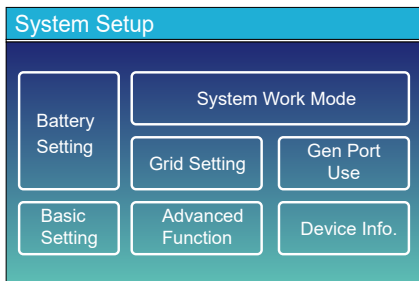 System Setup
Battery
Setting
System Work Mode
Grid Setting
Gen Port
Use
Basic
Setting
Advanced
Function
Device Info.